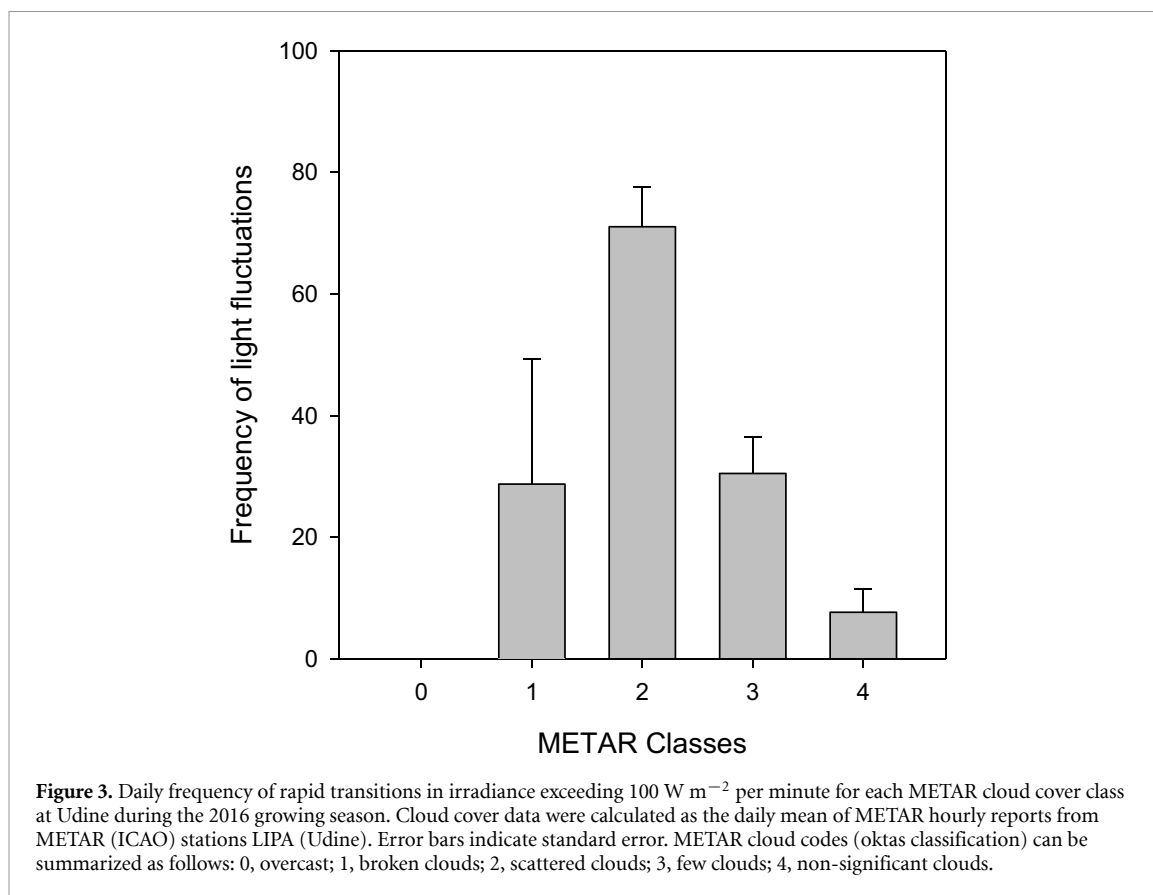 100
80
60
40
20
0
Frequency of light fluctuations
0 1 2 3 4
METAR Classes
Figure 3. Daily frequency of rapid transitions in irradiance exceeding 100 W m−2 per minute for each METAR cloud cover class
at Udine during the 2016 growing season. Cloud cover data were calculated as the daily mean of METAR hourly reports from
METAR (ICAO) stations LIPA (Udine). Error bars indicate standard error. METAR cloud codes (oktas classification) can be
summarized as follows: 0, overcast; 1, broken clouds; 2, scattered clouds; 3, few clouds; 4, non-significant clouds.